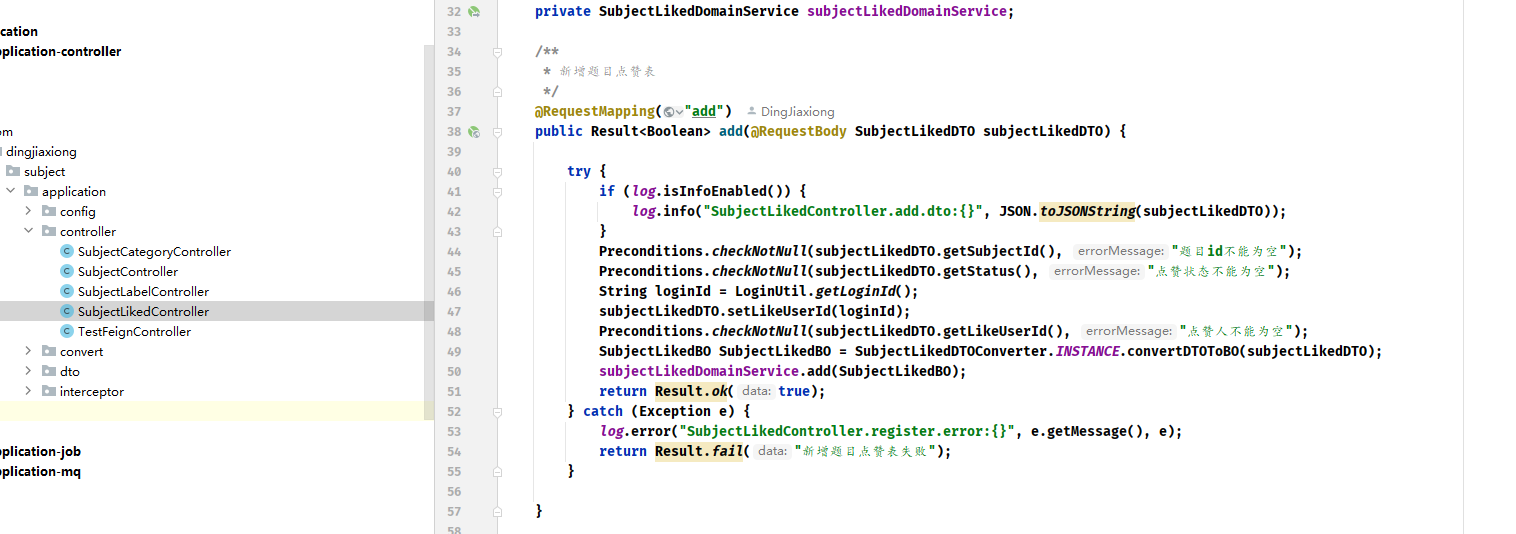 cation
pplication-controller
om
dingjiaxiong
subject
application
config
controller
SubjectCategoryController
SubjectController
SubjectLabelController
SubjectLikedController
TestFeignController
convert
dto
interceptor
pplication-job
pplication-mq
32 private SubjectLikedDomainService subjectLikedDomainService;
33
34 /**
35 * 新增题目点赞表
36 */
37 @RequestMapping("add") DingJiaxiong
38 public Result<Boolean> add(@RequestBody SubjectLikedDTO subjectLikedDTO) {
39
40 try {
41 if (log.isInfoEnabled()) {
42 log.info("SubjectLikedController.add.dto:{}", JSON.toJSONString(subjectLikedDTO));
43 }
44 Preconditions.checkNotNull(subjectLikedDTO.getSubjectId(), errorMessage: "题目id不能为空");
45 Preconditions.checkNotNull(subjectLikedDTO.getStatus(), errorMessage: "点赞状态不能为空");
46 String loginId = LoginUtil.getLoginId();
47 subjectLikedDTO.setLikeUserId(loginId);
48 Preconditions.checkNotNull(subjectLikedDTO.getLikeUserId(), errorMessage: "点赞人不能为空");
49 SubjectLikedBO SubjectLikedBO = SubjectLikedDTOConverter.INSTANCE.convertDTOToBO(subjectLikedDTO);
50 subjectLikedDomainService.add(SubjectLikedBO);
51 return Result.ok( data: true);
52 } catch (Exception e) {
53 log.error("SubjectLikedController.register.error:{}", e.getMessage(), e);
54 return Result.fail( data: "新增题目点赞表失败");
55 }
56
57 }
58